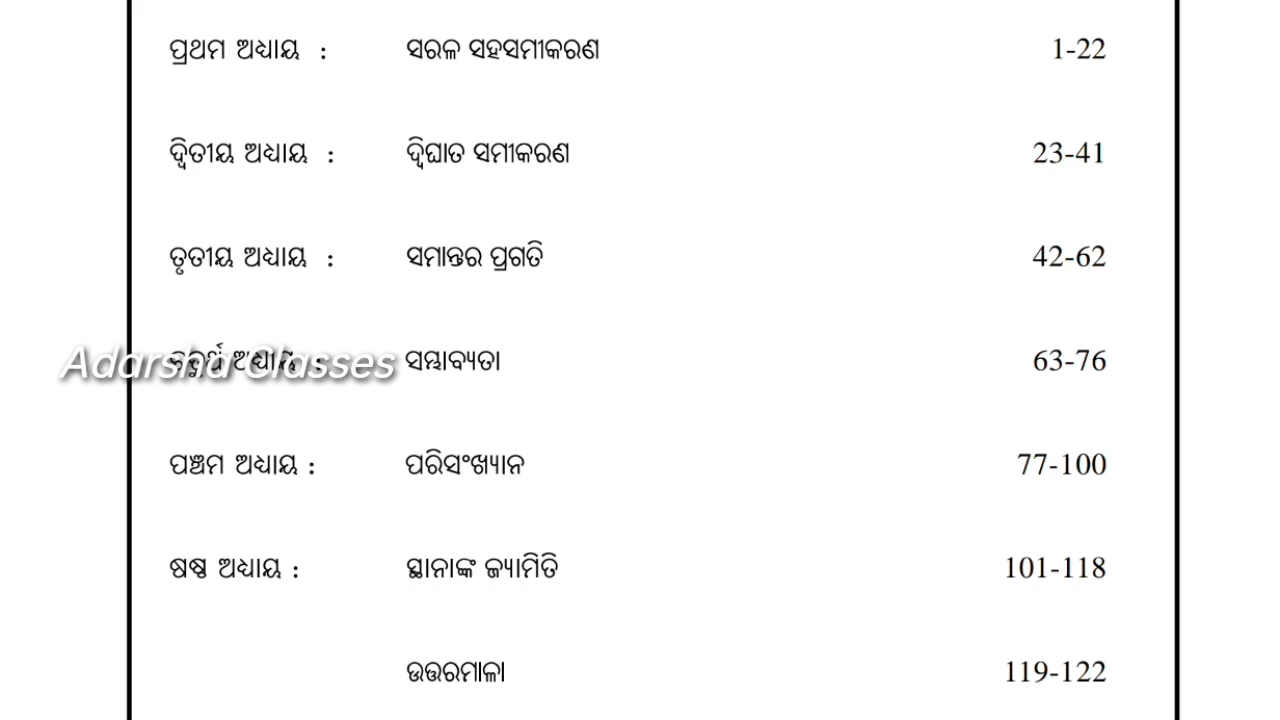 ପ୍ରଥମ ଅଧ୍ୟାୟ : ସରଳ ସହସମୀକରଣ 1-22
ଦ୍ୱିତୀୟ ଅଧ୍ୟାୟ : ଦ୍ୱିଘାତ ସମୀକରଣ 23-41
ତୃତୀୟ ଅଧ୍ୟାୟ : ସମାନ୍ତର ପ୍ରଗତି 42-62
ଚତୁର୍ଥ ଅଧ୍ୟାୟ : ସମ୍ଭାବ୍ୟତା 63-76
Adarsha Classes
ପଞ୍ଚମ ଅଧ୍ୟାୟ : ପରିସଂଖ୍ୟାନ 77-100
ଷଷ୍ଠ ଅଧ୍ୟାୟ : ସ୍ଥାନାଙ୍କ ଜ୍ୟାମିତି 101-118
ଉତ୍ତରମାଳା 119-122